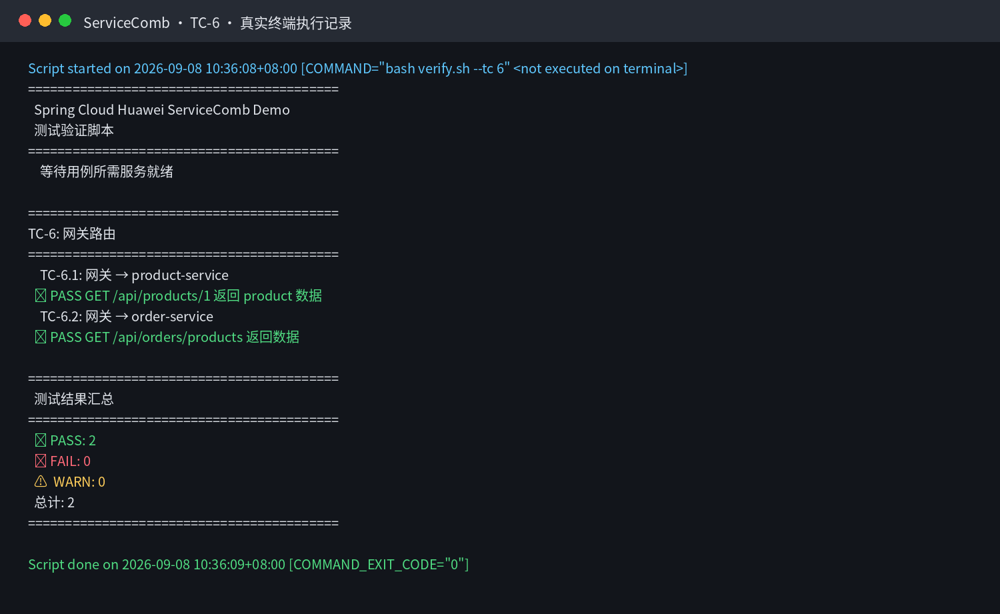 ServiceComb · TC-6 · 真实终端执行记录
Script started on 2026-09-08 10:36:08+08:00 [COMMAND="bash verify.sh --tc 6" <not executed on terminal>]
==========================================
Spring Cloud Huawei ServiceComb Demo
测试验证脚本
==========================================
等待用例所需服务就绪
==========================================
TC-6: 网关路由
==========================================
TC-6.1: 网关 → product-service
PASS GET /api/products/1 返回 product 数据
TC-6.2: 网关 → order-service
PASS GET /api/orders/products 返回数据
==========================================
测试结果汇总
==========================================
PASS: 2
FAIL: 0
⚠ WARN: 0
总计: 2
==========================================
Script done on 2026-09-08 10:36:09+08:00 [COMMAND_EXIT_CODE="0"]